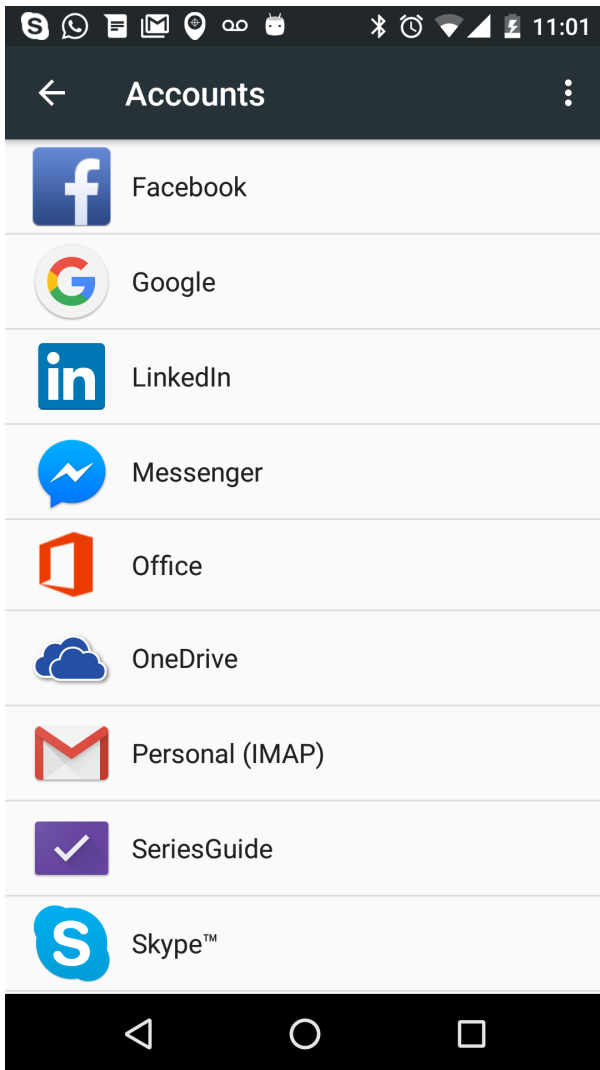 11:01
Accounts
Facebook
Google
LinkedIn
Messenger
Office
OneDrive
Personal (IMAP)
SeriesGuide
Skype™